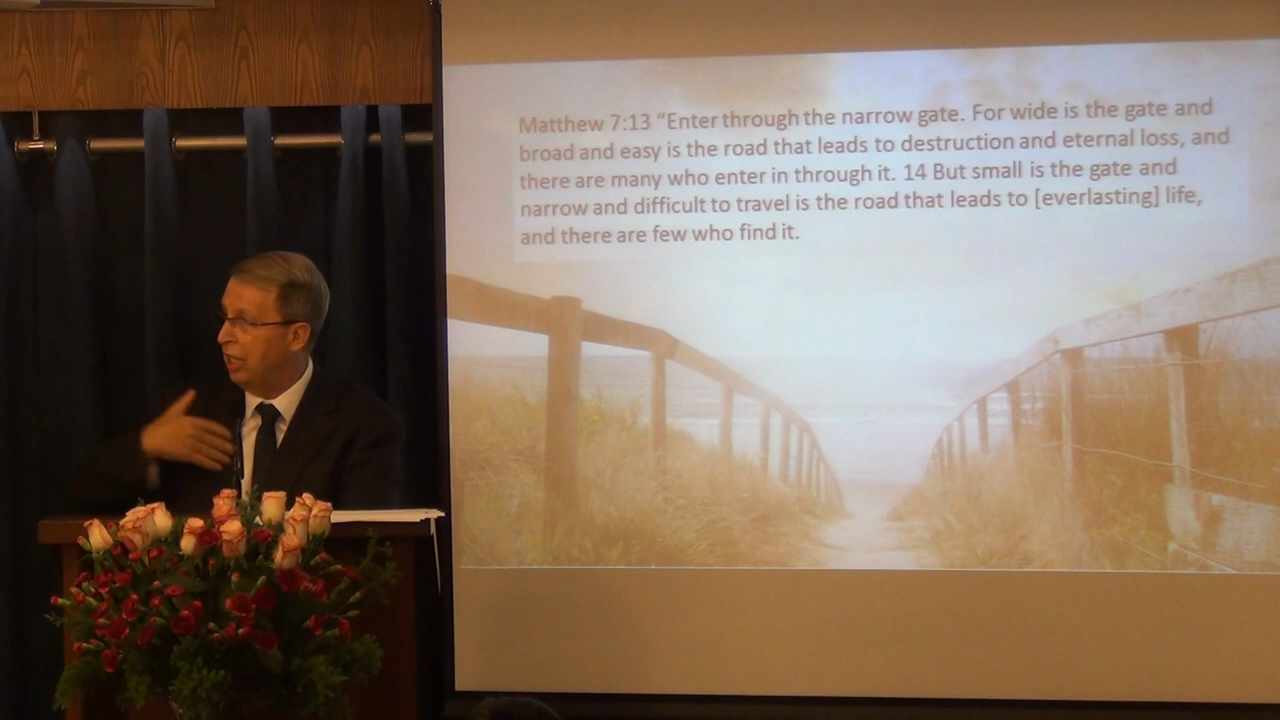 Matthew 7:13 “Enter through the narrow gate. For wide is the gate and
broad and easy is the road that leads to destruction and eternal loss, and
there are many who enter in through it. 14 But small is the gate and
narrow and difficult to travel is the road that leads to [everlasting] life,
and there are few who find it.